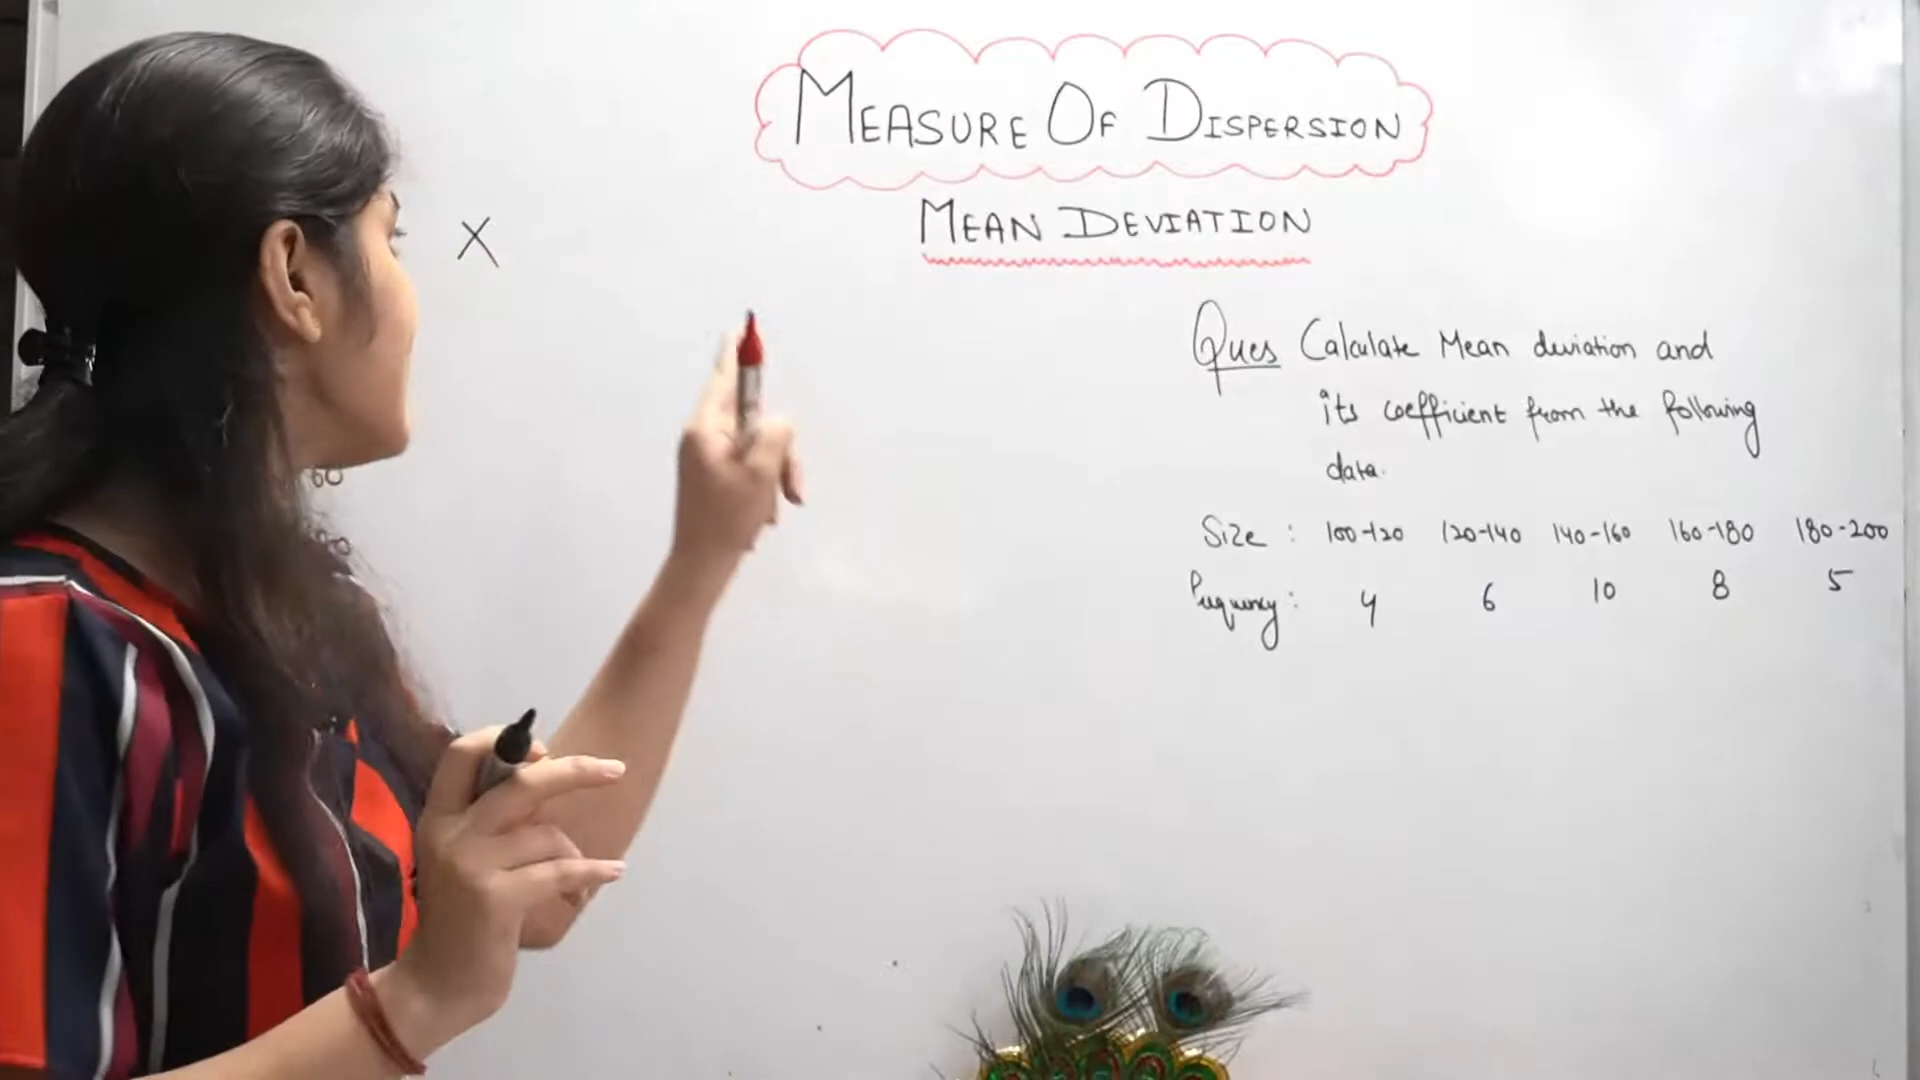 MEASURE OF DISPERSION
MEAN DEVIATION
X
Ques Calculate Mean deviation and
its coefficient from the following
data.
Size : 100-120 120-140 140-160 160-180 180-200
Frequency : 4 6 10 8 5
60